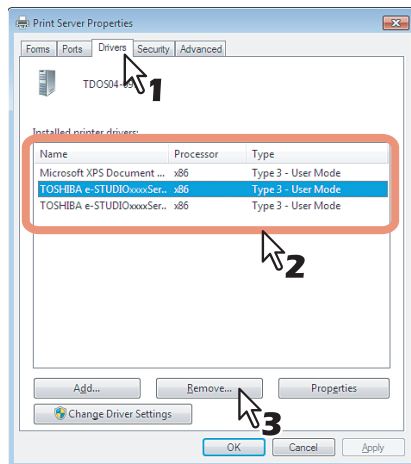 Print Server Properties
Forms Ports Drivers Security Advanced
1
TDOS04-
Installed printer drivers:
Name Processor Type
Microsoft XPS Document ... x86 Type 3 - User Mode
TOSHIBA e-STUDIOxxxxSer.. x86 Type 3 - User Mode
TOSHIBA e-STUDIOxxxxSer.. x86 Type 3 - User Mode
2
Add... Remove... Properties
Change Driver Settings
3
OK Cancel Apply